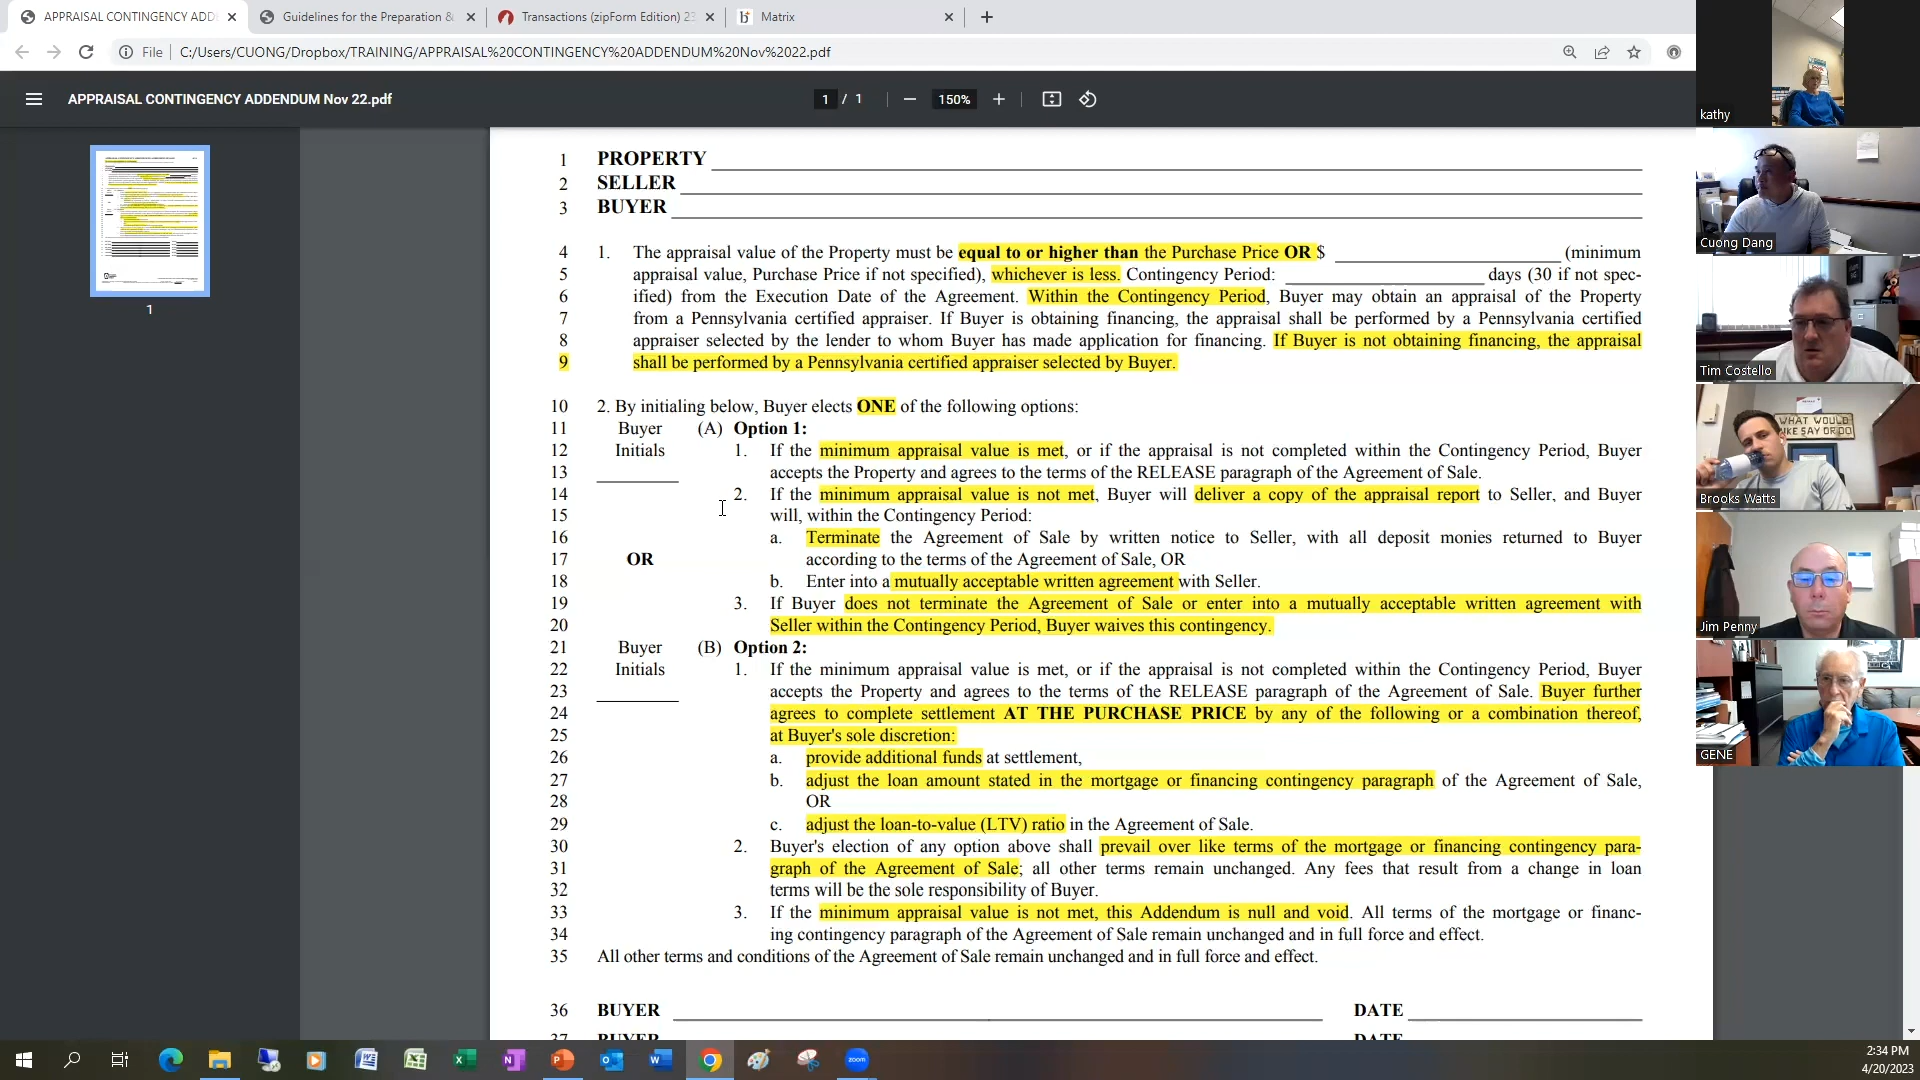 APPRAISAL CONTINGENCY ADD
Guidelines for the Preparation &
Transactions (zipForm Edition) 23
Matrix
File
C:/Users/CUONG/Dropbox/TRAINING/APPRAISAL%20CONTINGENCY%20ADDENDUM%20Nov%2022.pdf
APPRAISAL CONTINGENCY ADDENDUM Nov 22.pdf
1 / 1
150%
1
1 PROPERTY
2 SELLER
3 BUYER
4 1. The appraisal value of the Property must be equal to or higher than the Purchase Price OR $ (minimum
5 appraisal value, Purchase Price if not specified), whichever is less. Contingency Period: days (30 if not spec-
6 ified) from the Execution Date of the Agreement. Within the Contingency Period, Buyer may obtain an appraisal of the Property
7 from a Pennsylvania certified appraiser. If Buyer is obtaining financing, the appraisal shall be performed by a Pennsylvania certified
8 appraiser selected by the lender to whom Buyer has made application for financing. If Buyer is not obtaining financing, the appraisal
9 shall be performed by a Pennsylvania certified appraiser selected by Buyer.
10 2. By initialing below, Buyer elects ONE of the following options:
11 Buyer (A) Option 1:
12 Initials 1. If the minimum appraisal value is met, or if the appraisal is not completed within the Contingency Period, Buyer
13 accepts the Property and agrees to the terms of the RELEASE paragraph of the Agreement of Sale.
14 2. If the minimum appraisal value is not met, Buyer will deliver a copy of the appraisal report to Seller, and Buyer
15 will, within the Contingency Period:
16 a. Terminate the Agreement of Sale by written notice to Seller, with all deposit monies returned to Buyer
17 OR according to the terms of the Agreement of Sale, OR
18 b. Enter into a mutually acceptable written agreement with Seller.
19 3. If Buyer does not terminate the Agreement of Sale or enter into a mutually acceptable written agreement with
20 Seller within the Contingency Period, Buyer waives this contingency.
21 Buyer (B) Option 2:
22 Initials 1. If the minimum appraisal value is met, or if the appraisal is not completed within the Contingency Period, Buyer
23 accepts the Property and agrees to the terms of the RELEASE paragraph of the Agreement of Sale. Buyer further
24 agrees to complete settlement AT THE PURCHASE PRICE by any of the following or a combination thereof,
25 at Buyer's sole discretion:
26 a. provide additional funds at settlement,
27 b. adjust the loan amount stated in the mortgage or financing contingency paragraph of the Agreement of Sale,
28 OR
29 c. adjust the loan-to-value (LTV) ratio in the Agreement of Sale.
30 2. Buyer's election of any option above shall prevail over like terms of the mortgage or financing contingency para-
31 graph of the Agreement of Sale; all other terms remain unchanged. Any fees that result from a change in loan
32 terms will be the sole responsibility of Buyer.
33 3. If the minimum appraisal value is not met, this Addendum is null and void. All terms of the mortgage or financ-
34 ing contingency paragraph of the Agreement of Sale remain unchanged and in full force and effect.
35 All other terms and conditions of the Agreement of Sale remain unchanged and in full force and effect.
36 BUYER DATE
37 BUYER DATE
kathy
Cuong Dang
Tim Costello
WHAT WOULD
MIKE SAY OR DO
Brooks Watts
Jim Penny
GENE
zoom
2:34 PM
4/20/2023